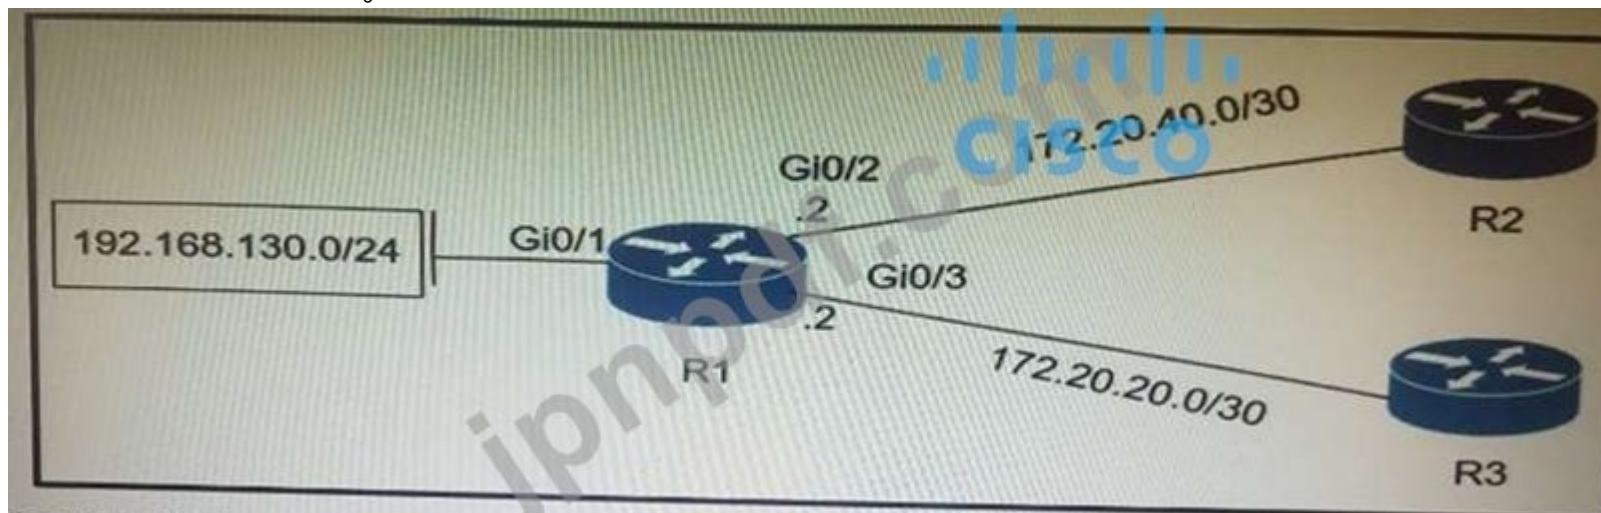 cisco
172.20.40.0/30
Gi0/2
.2
R2
192.168.130.0/24
Gi0/1
Gi0/3
.2
R1
172.20.20.0/30
R3
jpnpdi.com